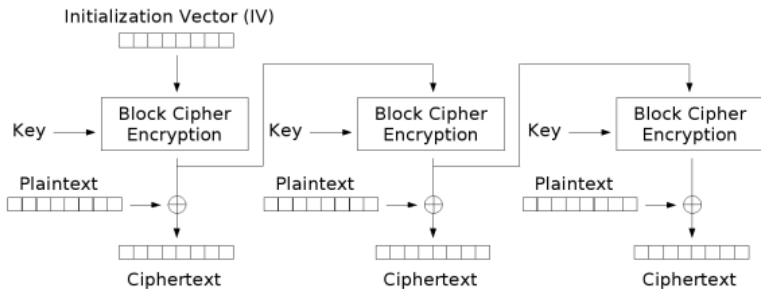 Initialization Vector (IV)
Block Cipher
Encryption
Block Cipher
Encryption
Block Cipher
Encryption
Key
Key
Key
Plaintext
Plaintext
Plaintext
Ciphertext
Ciphertext
Ciphertext